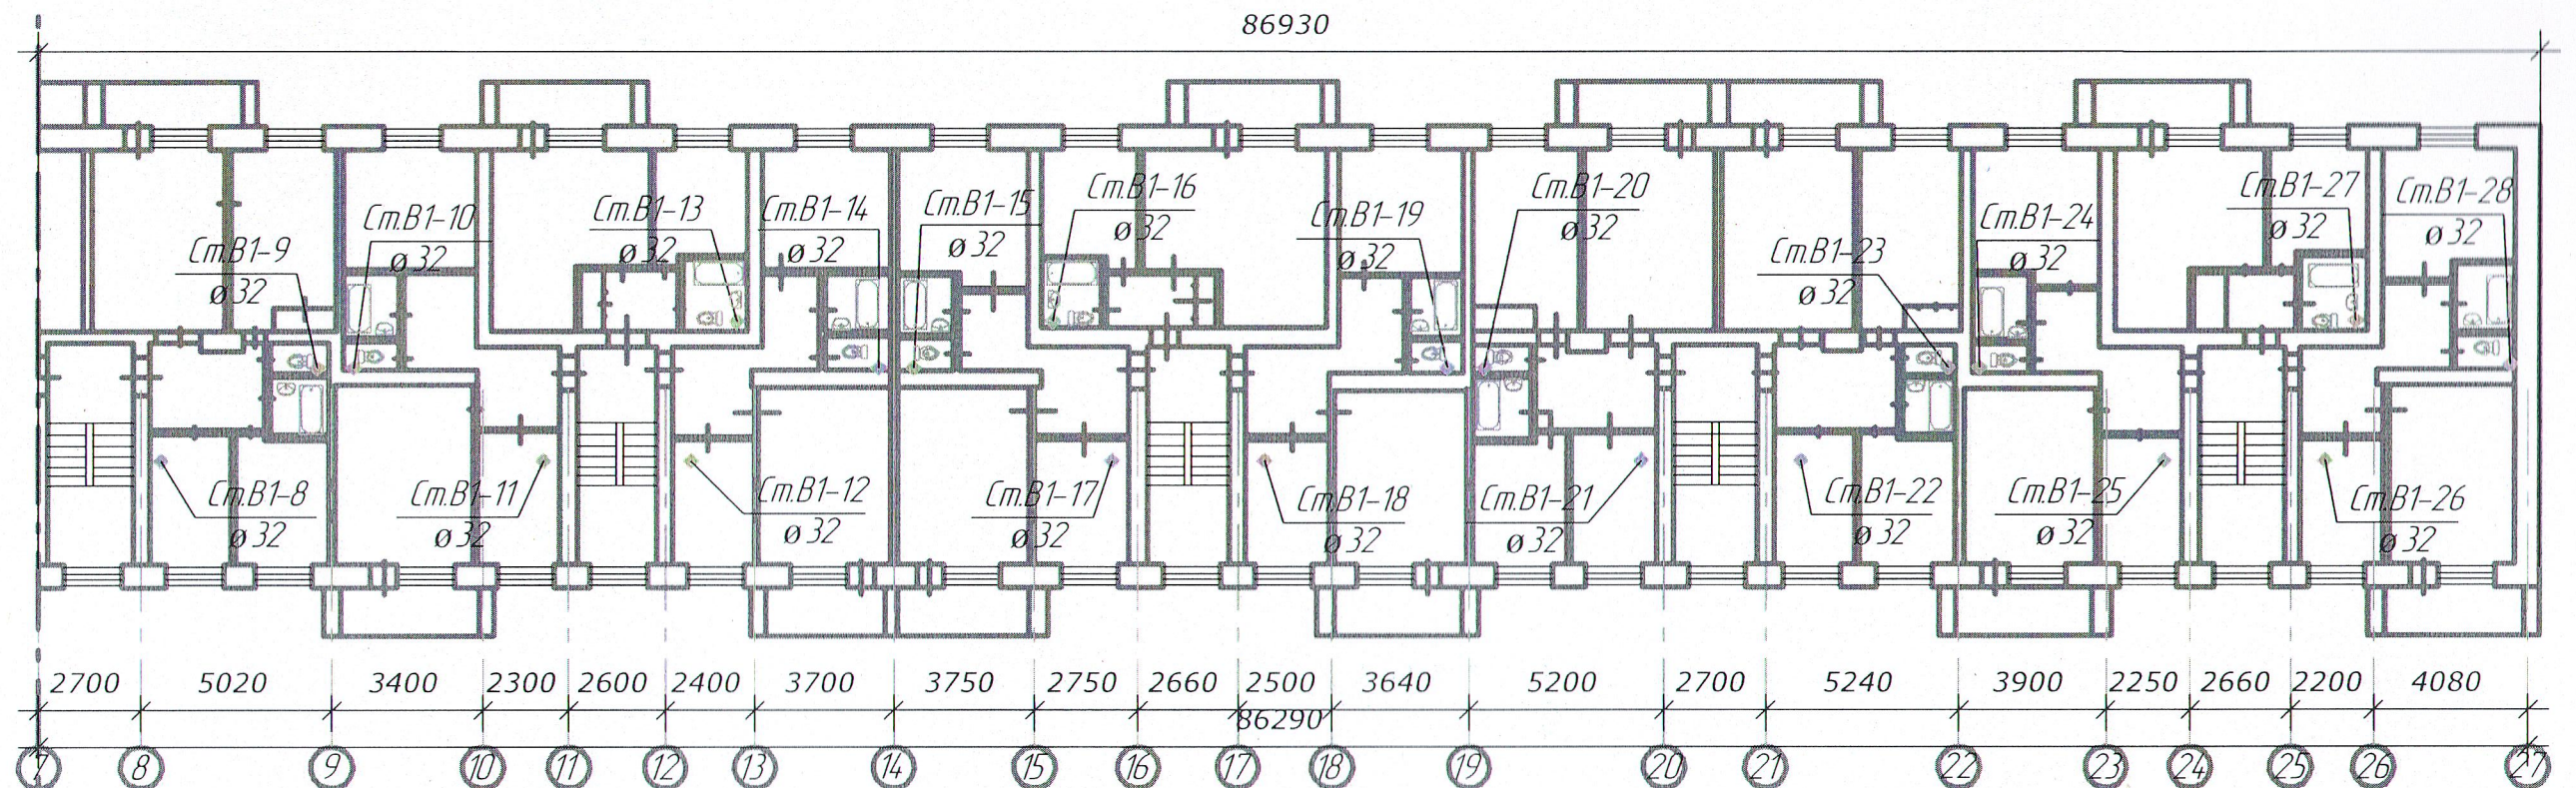 86930
Ст.В1-9
ø 32
Ст.В1-10
ø 32
Ст.В1-13
ø 32
Ст.В1-14
ø 32
Ст.В1-15
ø 32
Ст.В1-16
ø 32
Ст.В1-19
ø 32
Ст.В1-20
ø 32
Ст.В1-23
ø 32
Ст.В1-24
ø 32
Ст.В1-27
ø 32
Ст.В1-28
ø 32
Ст.В1-8
ø 32
Ст.В1-11
ø 32
Ст.В1-12
ø 32
Ст.В1-17
ø 32
Ст.В1-18
ø 32
Ст.В1-21
ø 32
Ст.В1-22
ø 32
Ст.В1-25
ø 32
Ст.В1-26
ø 32
2700 5020 3400 2300 2600 2400 3700 3750 2750 2660 2500 3640 5200 2700 5240 3900 2250 2660 2200 4080
86290
7 8 9 10 11 12 13 14 15 16 17 18 19 20 21 22 23 24 25 26 27